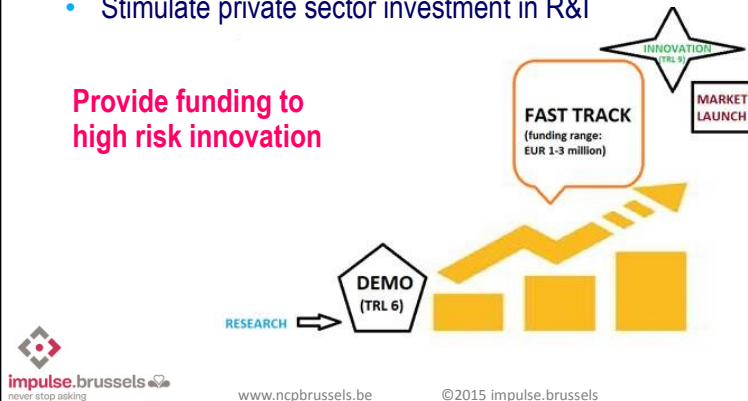 • Stimulate private sector investment in R&I
INNOVATION
(TRL 9)
Provide funding to
high risk innovation
FAST TRACK
(funding range:
EUR 1-3 million)
MARKET
LAUNCH
DEMO
(TRL 6)
RESEARCH
impulse.brussels
never stop asking
www.ncpbrussels.be ©2015 impulse.brussels